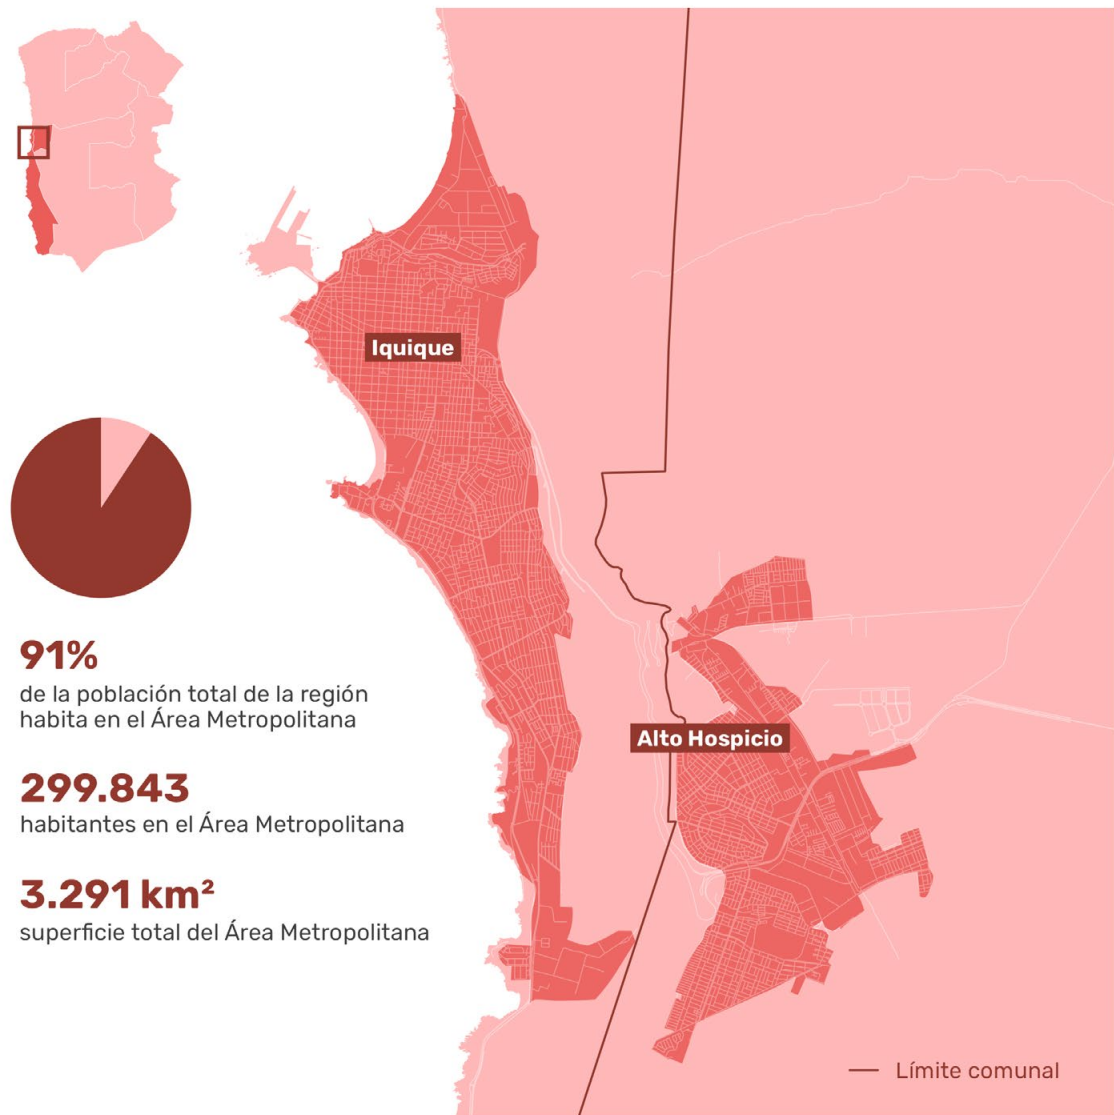 Iquique
91%
de la población total de la región
habita en el Área Metropolitana
Alto Hospicio
299.843
habitantes en el Área Metropolitana
3.291 km²
superficie total del Área Metropolitana
Límite comunal